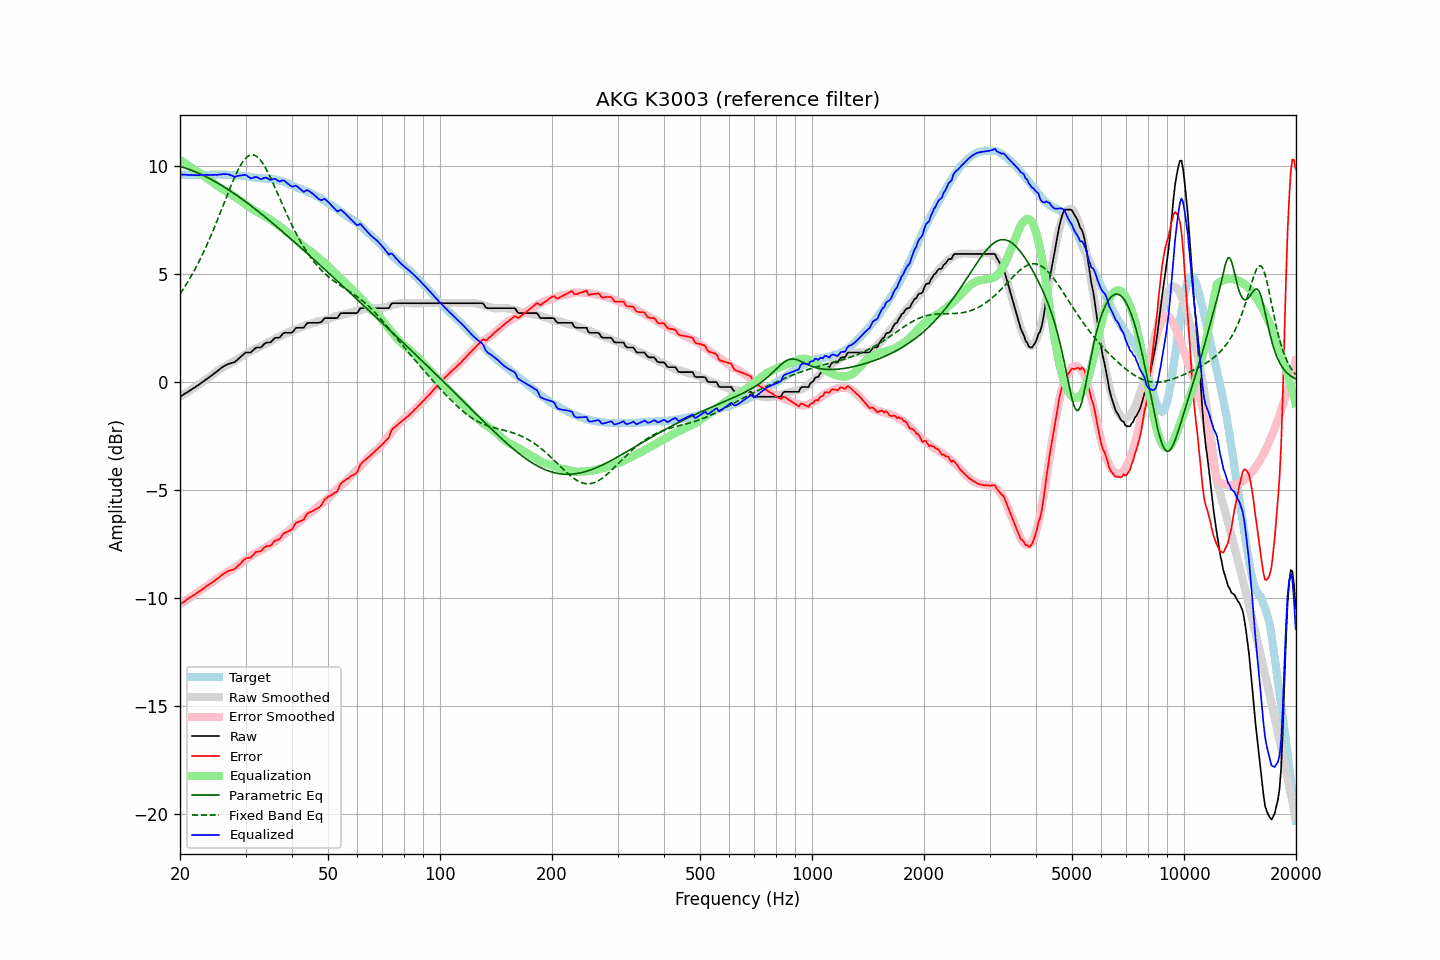 AKG K3003 (reference filter)
Amplitude (dBr)
10
5
0
−5
−10
−15
−20
Target
Raw Smoothed
Error Smoothed
Raw
Error
Equalization
Parametric Eq
Fixed Band Eq
Equalized
20 50 100 200 500 1000 2000 5000 10000 20000
Frequency (Hz)